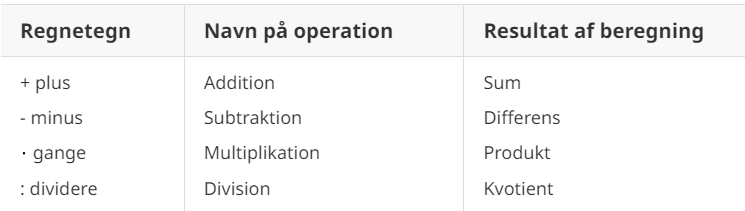 Regnetegn Navn på operation Resultat af beregning
+ plus Addition Sum
- minus Subtraktion Differens
· gange Multiplikation Produkt
: dividere Division Kvotient